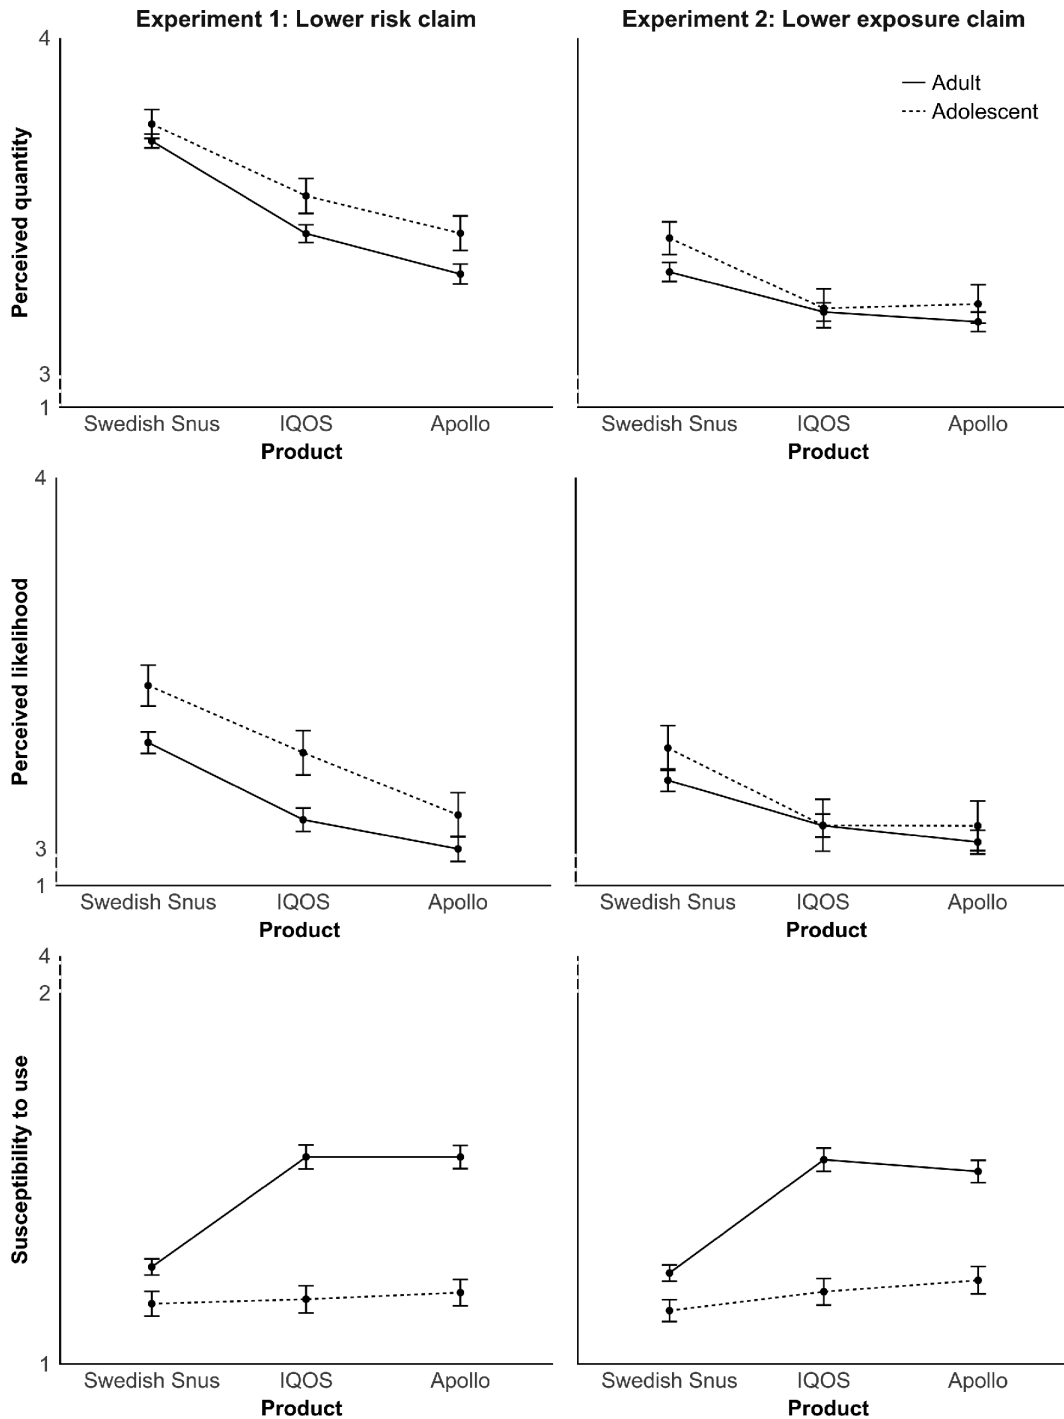 Experiment 1: Lower risk claim
Experiment 2: Lower exposure claim
4
Adult
Adolescent
Perceived quantity
3
1
Swedish Snus IQOS Apollo
Swedish Snus IQOS Apollo
Product
Product
4
Perceived likelihood
3
1
Swedish Snus IQOS Apollo
Swedish Snus IQOS Apollo
Product
Product
4
2
Susceptibility to use
1
Swedish Snus IQOS Apollo
Swedish Snus IQOS Apollo
Product
Product